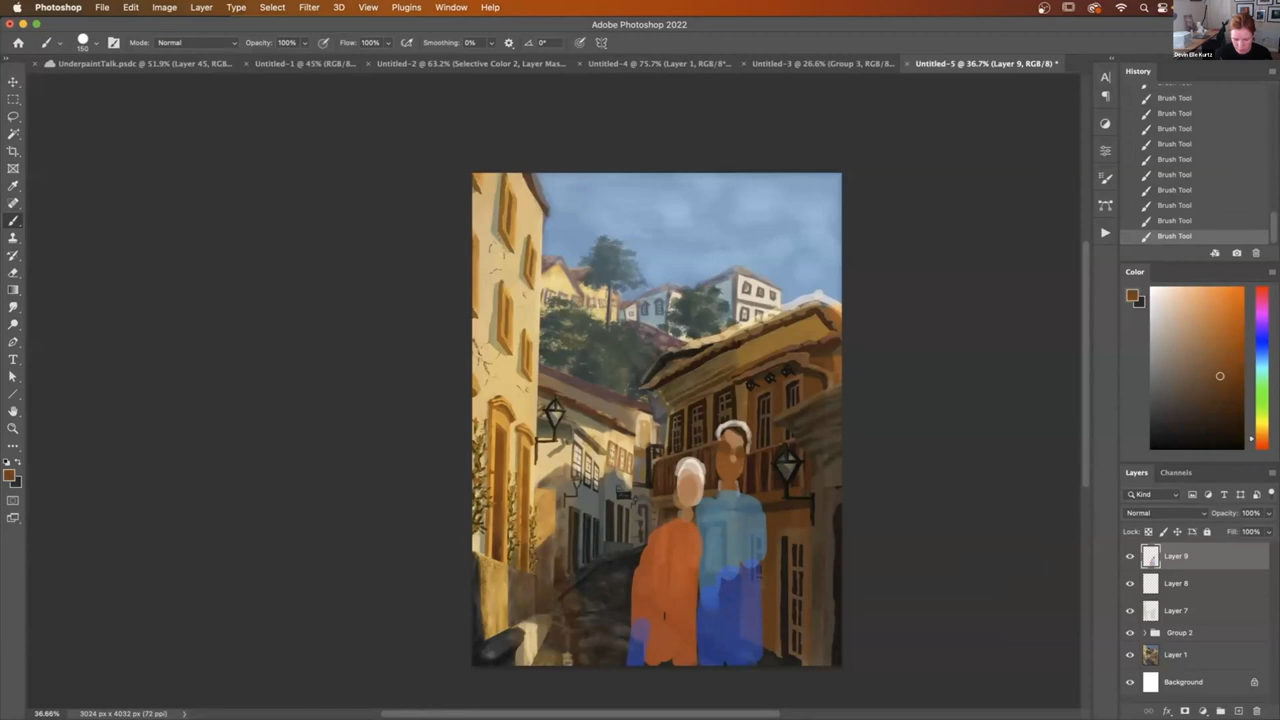 Photoshop File Edit Image Layer Type Select Filter 3D View Plugins Window Help
Adobe Photoshop 2022
Devin Elle Kurtz
150 Mode: Normal Opacity: 100% Flow: 100% Smoothing: 0% 0°
UnderpaintTalk.psdc @ 51.9% (Layer 45, RGB... Untitled-1 @ 45% (RGB/8... Untitled-2 @ 63.2% (Selective Color 2, Layer Mas... Untitled-4 @ 75.7% (Layer 1, RGB/8*... Untitled-3 @ 26.6% (Group 3, RGB/8... Untitled-5 @ 36.7% (Layer 9, RGB/8) *
History
Brush Tool
Brush Tool
Brush Tool
Brush Tool
Brush Tool
Brush Tool
Brush Tool
Brush Tool
Brush Tool
Brush Tool
Color
Layers Channels
Kind
Normal Opacity: 100%
Lock: Fill: 100%
Layer 9
Layer 8
Layer 7
Group 2
Layer 1
Background
36.66% 3024 px x 4032 px (72 ppi)